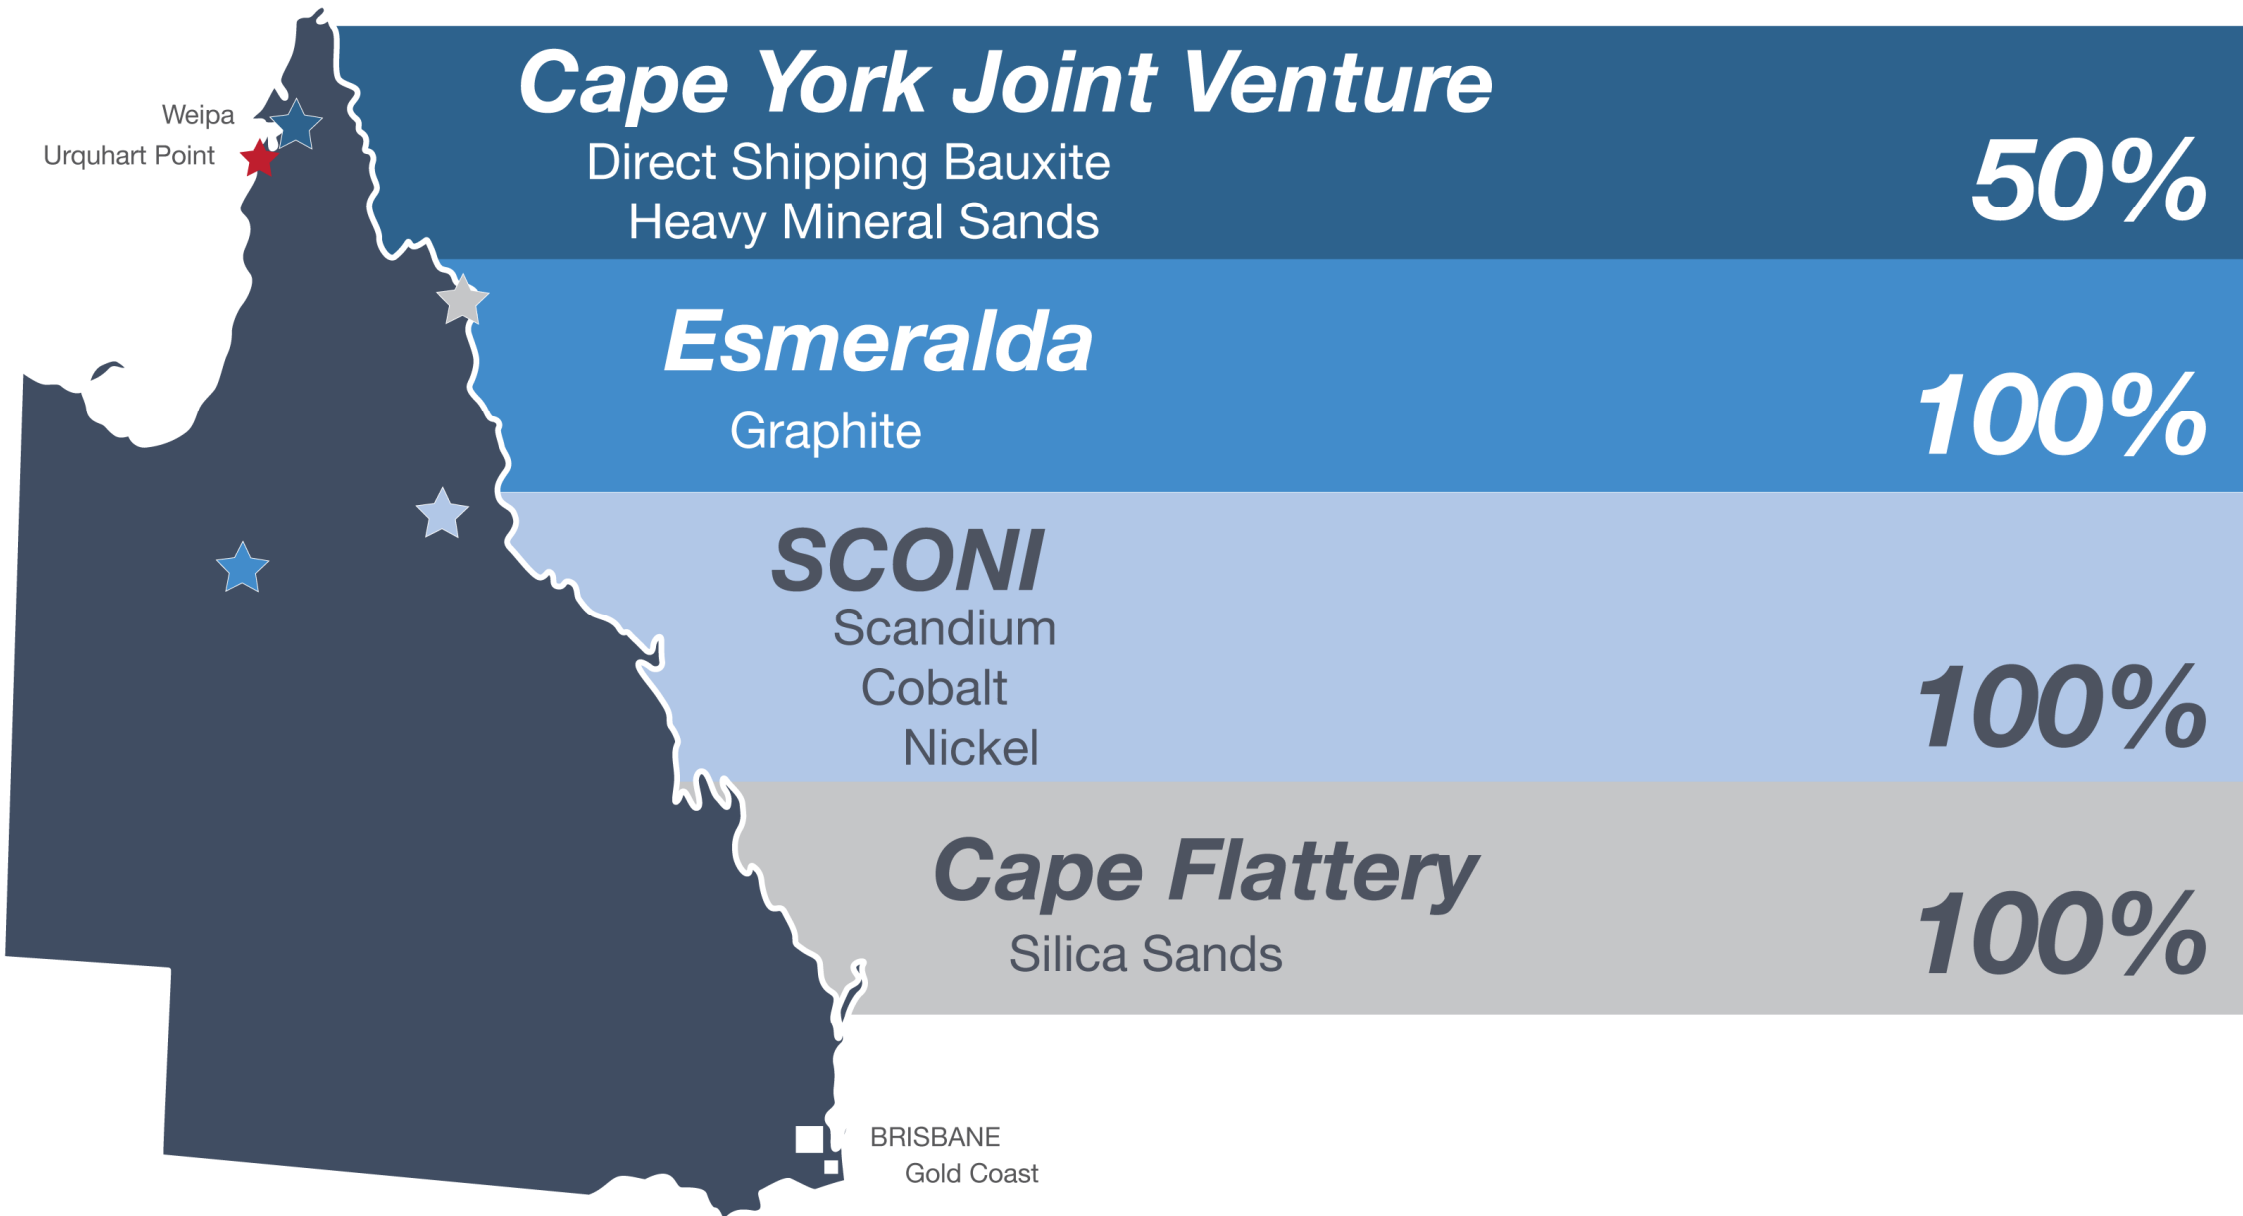 Weipa
Urquhart Point
Cape York Joint Venture
Direct Shipping Bauxite
Heavy Mineral Sands
50%
Esmeralda
Graphite
100%
SCONI
Scandium
Cobalt
Nickel
100%
Cape Flattery
Silica Sands
100%
BRISBANE
Gold Coast